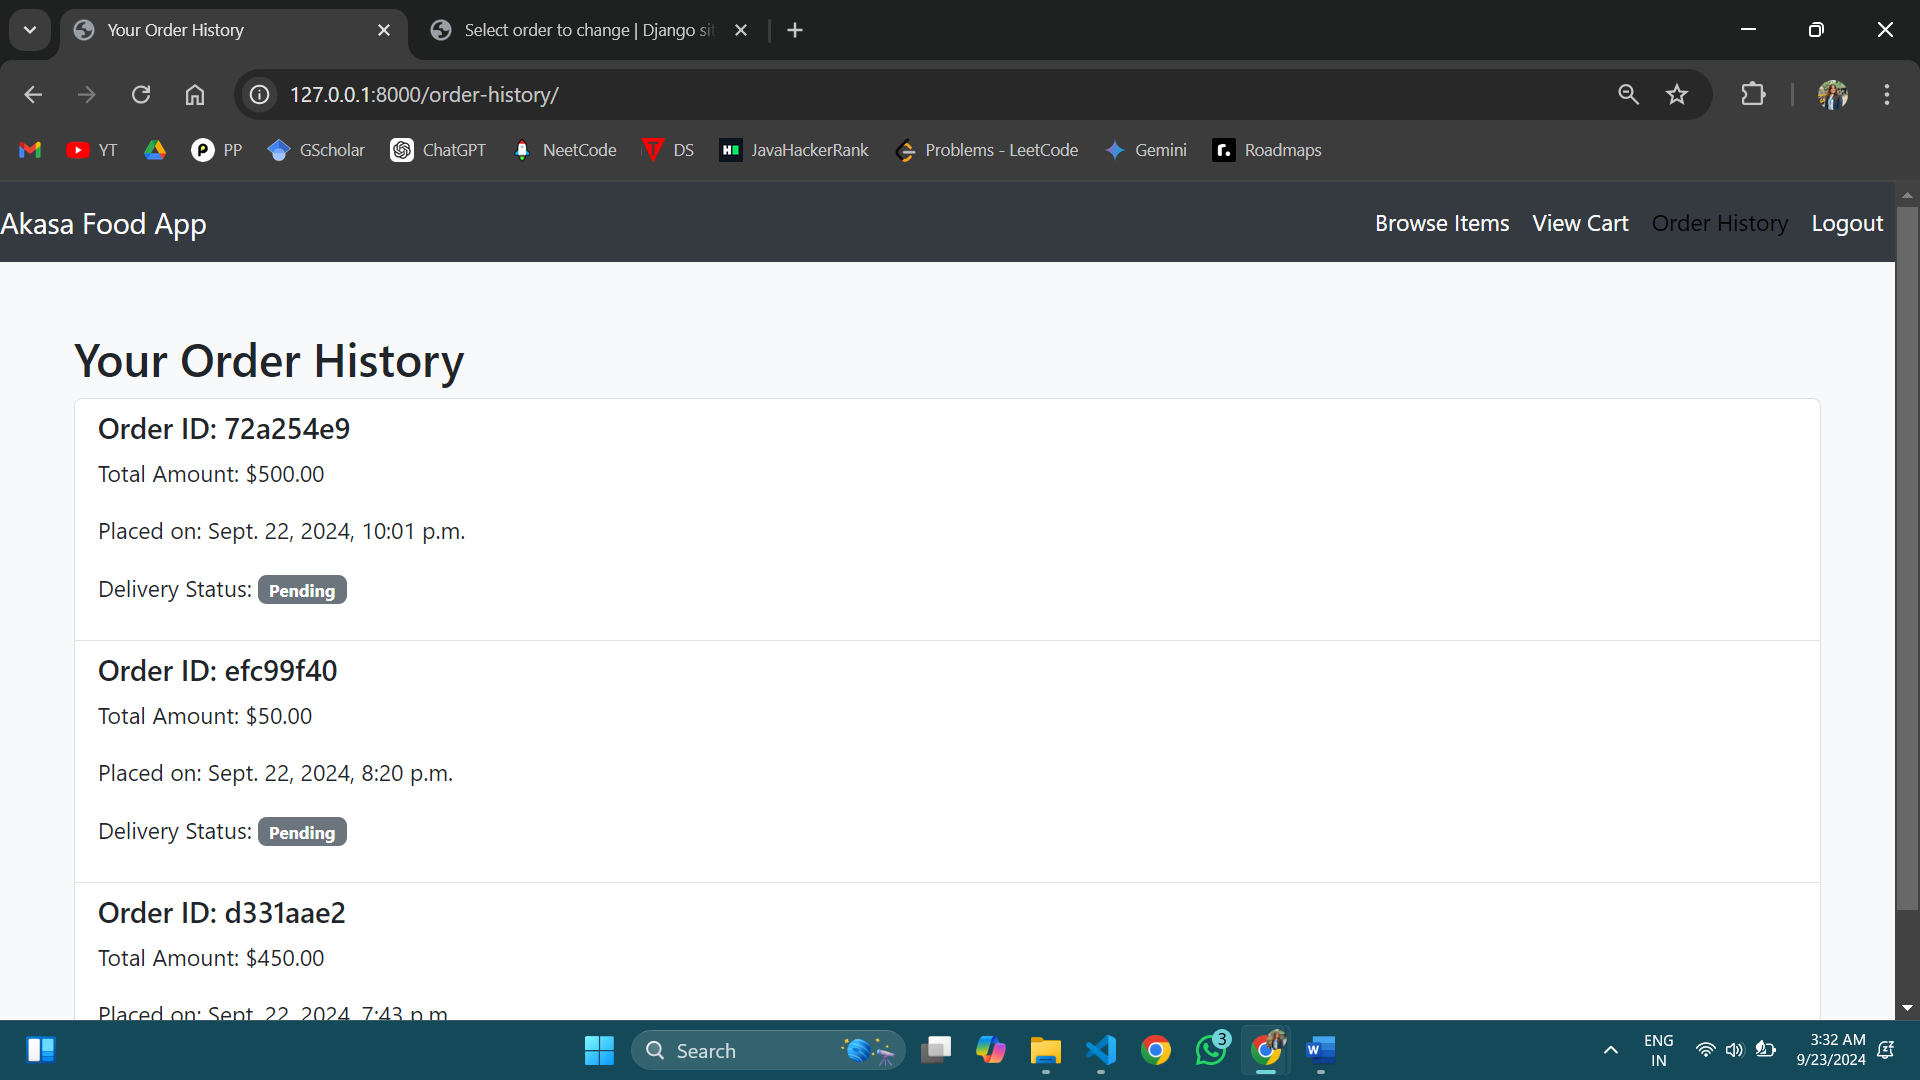 Your Order History
Select order to change | Django sit
127.0.0.1:8000/order-history/
YT
PP
GScholar
ChatGPT
NeetCode
DS
JavaHackerRank
Problems - LeetCode
Gemini
Roadmaps
Akasa Food App
Browse Items
View Cart
Order History
Logout
Your Order History
Order ID: 72a254e9
Total Amount: $500.00
Placed on: Sept. 22, 2024, 10:01 p.m.
Delivery Status: Pending
Order ID: efc99f40
Total Amount: $50.00
Placed on: Sept. 22, 2024, 8:20 p.m.
Delivery Status: Pending
Order ID: d331aae2
Total Amount: $450.00
Placed on: Sept. 22, 2024, 7:43 p.m.
Search
3
ENG
IN
3:32 AM
9/23/2024